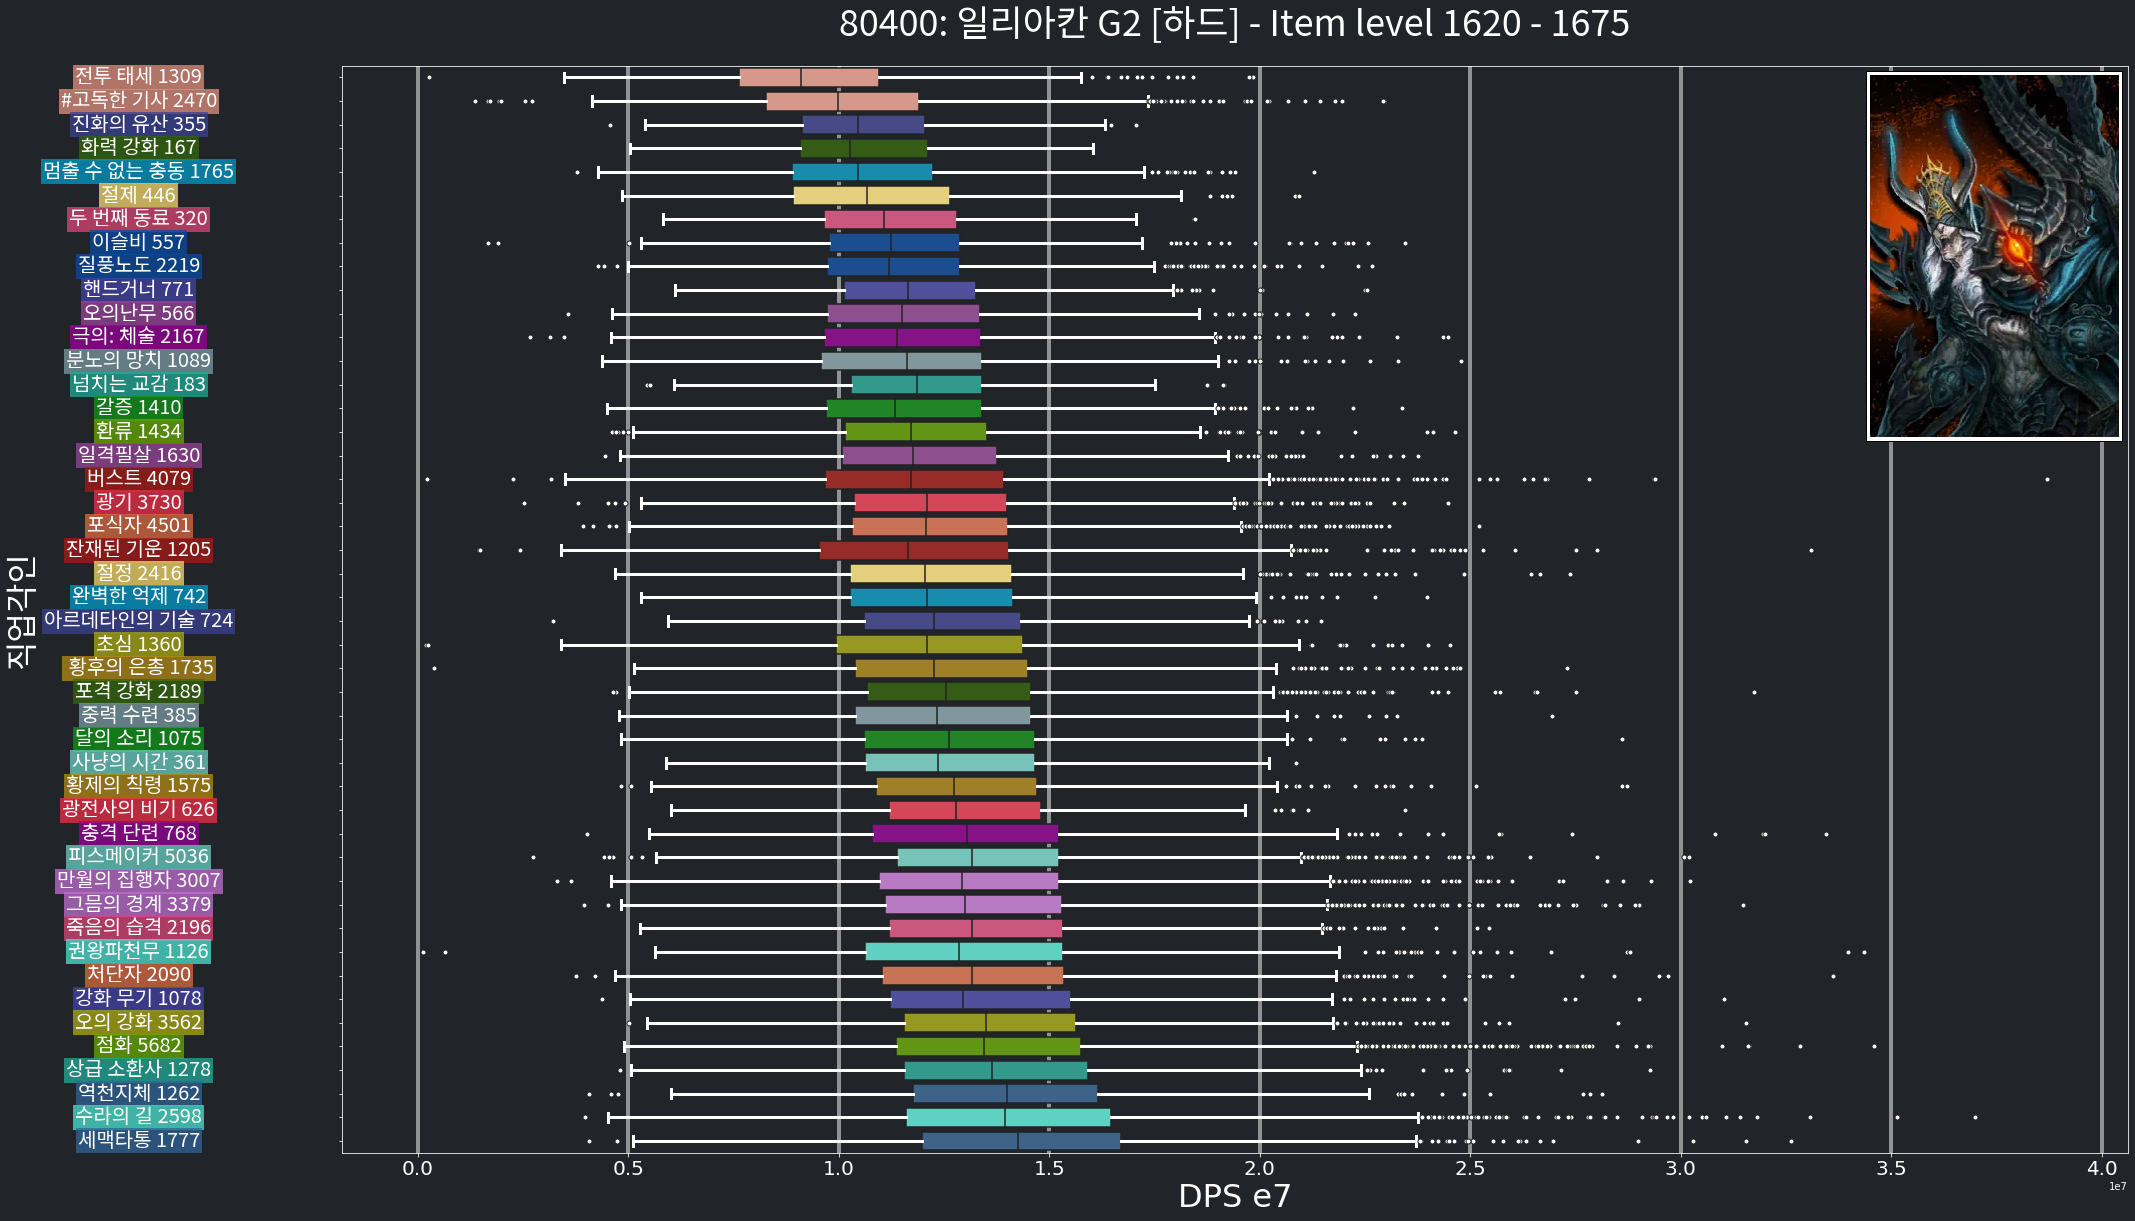 80400: 일리아칸 G2 [하드] - Item level 1620 - 1675
전투 태세 1309
#고독한 기사 2470
진화의 유산 355
화력 강화 167
멈출 수 없는 충동 1765
절제 446
두 번째 동료 320
이슬비 557
질풍노도 2219
핸드거너 771
오의난무 566
극의: 체술 2167
분노의 망치 1089
넘치는 교감 183
갈증 1410
환류 1434
일격필살 1630
버스트 4079
광기 3730
포식자 4501
잔재된 기운 1205
절정 2416
완벽한 억제 742
아르데타인의 기술 724
초심 1360
황후의 은총 1735
포격 강화 2189
중력 수련 385
달의 소리 1075
사냥의 시간 361
황제의 칙령 1575
광전사의 비기 626
충격 단련 768
피스메이커 5036
만월의 집행자 3007
그믐의 경계 3379
죽음의 습격 2196
권왕파천무 1126
처단자 2090
강화 무기 1078
오의 강화 3562
점화 5682
상급 소환사 1278
역천지체 1262
수라의 길 2598
세맥타통 1777
직업각인
0.0 0.5 1.0 1.5 2.0 2.5 3.0 3.5 4.0
1e7
DPS e7